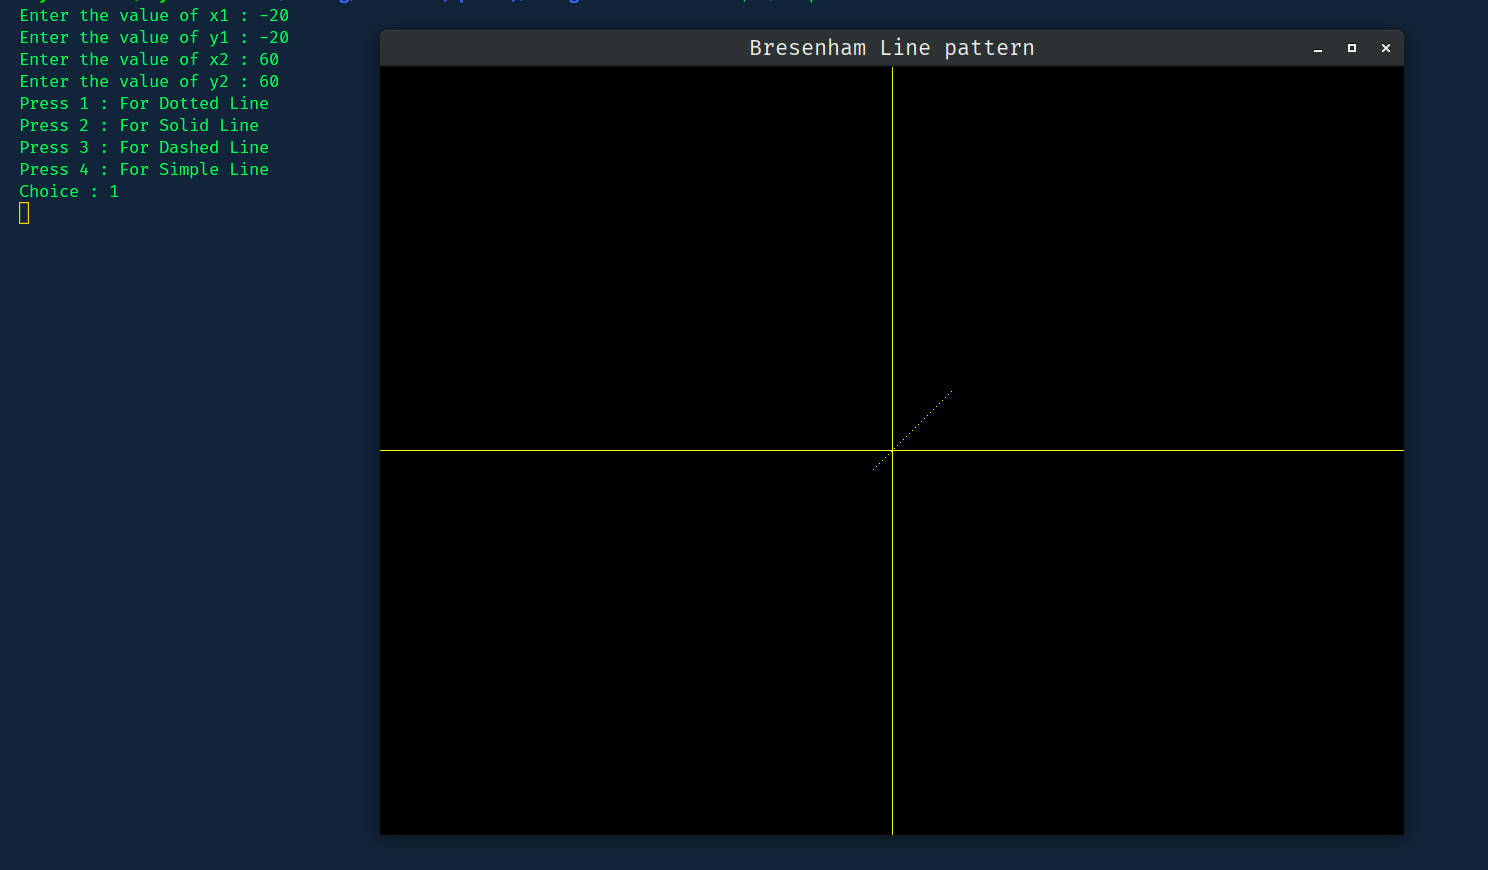 Enter the value of x1 : -20
Enter the value of y1 : -20
Enter the value of x2 : 60
Enter the value of y2 : 60
Press 1 : For Dotted Line
Press 2 : For Solid Line
Press 3 : For Dashed Line
Press 4 : For Simple Line
Choice : 1
Bresenham Line pattern